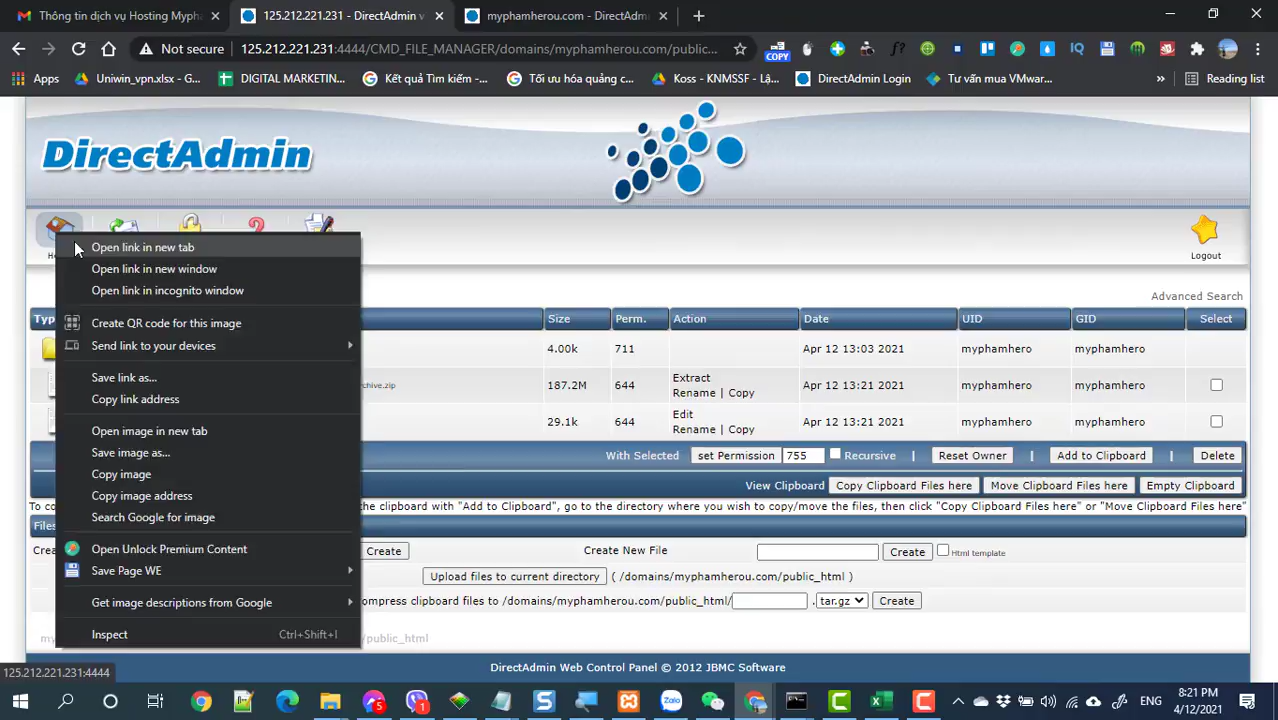 Thông tin dịch vụ Hosting Myph
125.212.221.231 - DirectAdmin v
myphamherou.com - DirectAdm
Not secure
125.212.221.231:4444/CMD_FILE_MANAGER/domains/myphamherou.com/public...
COPY
Apps
Uniwin_vpn.xlsx - G...
DIGITAL MARKETIN...
Kết quả Tìm kiếm -...
Tối ưu hóa quảng c...
Koss - KNMSSF - Lậ...
DirectAdmin Login
Tư vấn mua VMwar...
Reading list
DirectAdmin
Logout
Open link in new tab
Open link in new window
Open link in incognito window
Create QR code for this image
Send link to your devices
Save link as...
Copy link address
Open image in new tab
Save image as...
Copy image
Copy image address
Search Google for image
Open Unlock Premium Content
Save Page WE
Get image descriptions from Google
Inspect Ctrl+Shift+I
Advanced Search
Typ Size Perm. Action Date UID GID Select
4.00k 711 Apr 12 13:03 2021 myphamhero myphamhero
chive.zip 187.2M 644 Extract Apr 12 13:21 2021 myphamhero myphamhero
Rename | Copy
29.1k 644 Edit Apr 12 13:21 2021 myphamhero myphamhero
Rename | Copy
With Selected set Permission 755 Recursive | Reset Owner | Add to Clipboard | Delete
View Clipboard Copy Clipboard Files here Move Clipboard Files here Empty Clipboard
To co the clipboard with "Add to Clipboard", go to the directory where you wish to copy/move the files, then click "Copy Clipboard Files here" or "Move Clipboard Files here"
Files
Crea Create Create New File Create Html template
Upload files to current directory ( /domains/myphamherou.com/public_html )
mpress clipboard files to /domains/myphamherou.com/public_html/ . tar.gz Create
my /public_html
DirectAdmin Web Control Panel © 2012 JBMC Software
125.212.221.231:4444
5
1
ENG
8:21 PM
4/12/2021